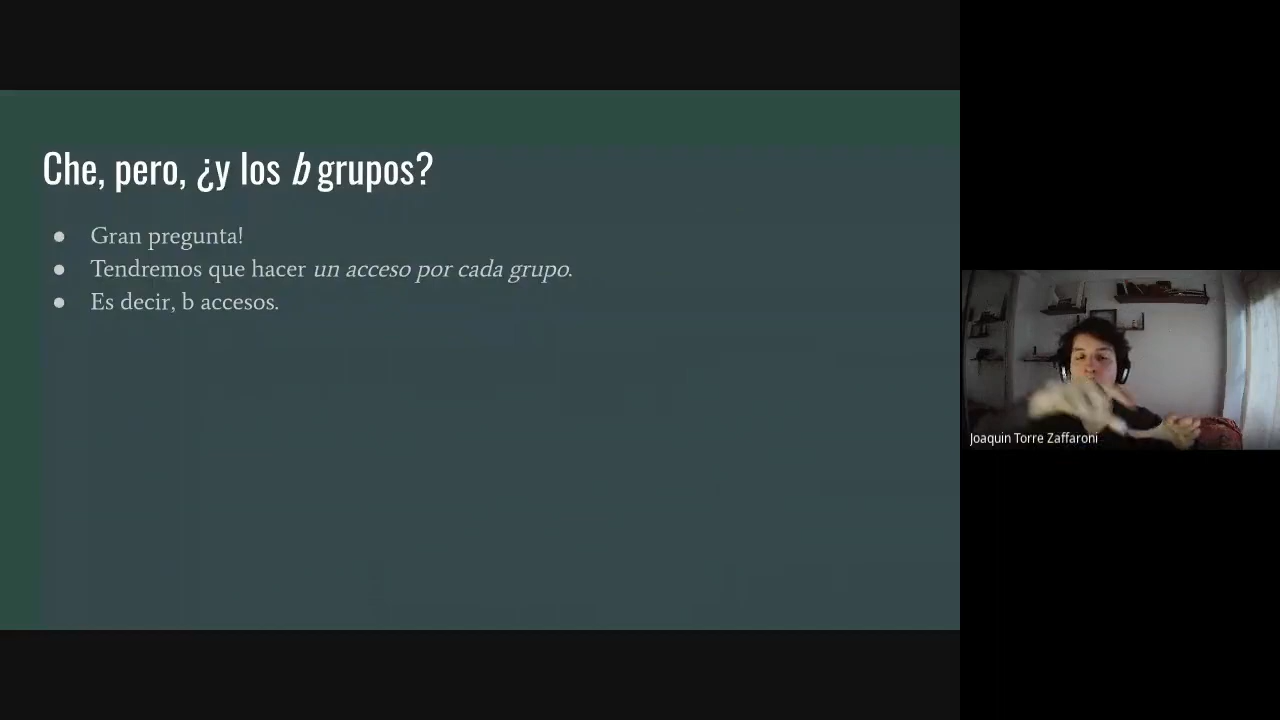 Che, pero, ¿y los b grupos?
● Gran pregunta!
● Tendremos que hacer un acceso por cada grupo.
● Es decir, b accesos.
Joaquin Torre Zaffaroni